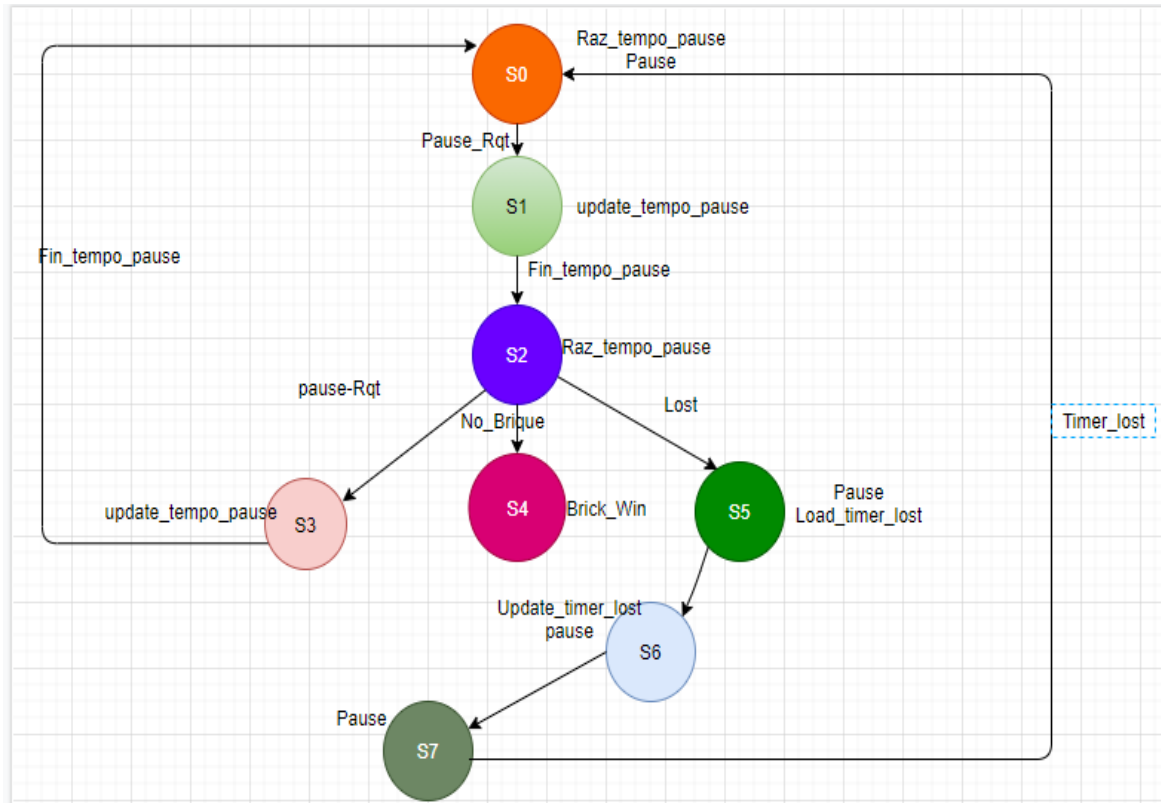 Raz_tempo_pause
Pause
S0
Pause_Rqt
S1
update_tempo_pause
Fin_tempo_pause
Fin_tempo_pause
S2
Raz_tempo_pause
pause-Rqt
Lost
No_Brique
Timer_lost
update_tempo_pause
S3
S4
Brick_Win
S5
Pause
Load_timer_lost
Update_timer_lost
pause
S6
Pause
S7